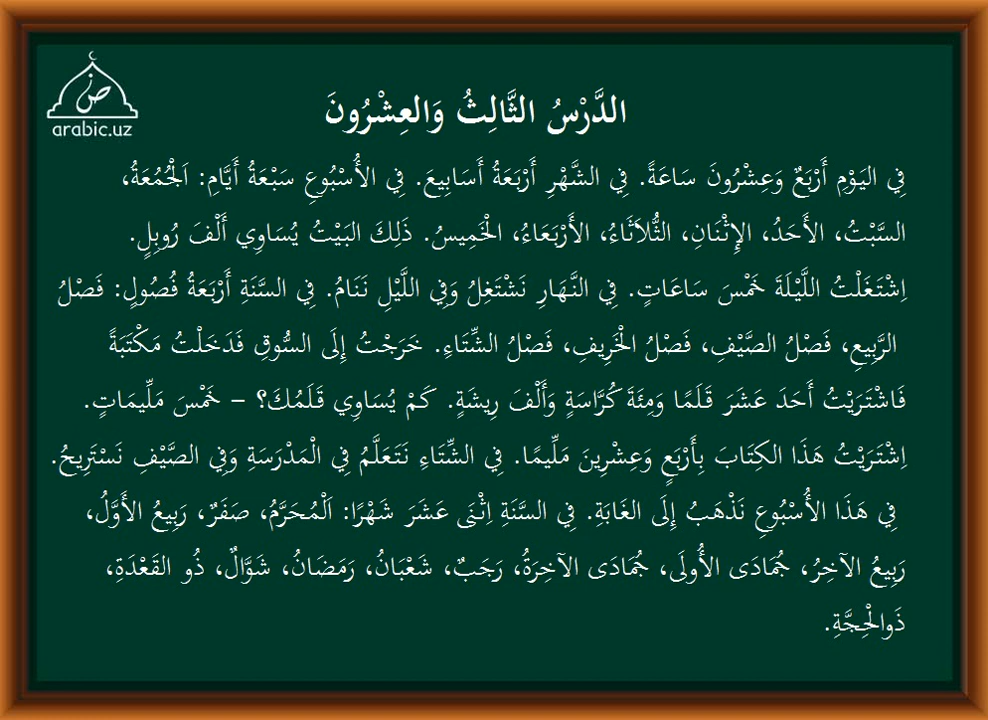 ض
arabic.uz
الدَّرْسُ الثَّالِثُ وَالعِشْرُونَ
فِي اليَوْمِ أَرْبَعٌ وَعِشْرُونَ سَاعَةً. فِي الشَّهْرِ أَرْبَعَةُ أَسَابِيعَ. فِي الأُسْبُوعِ سَبْعَةُ أَيَّامٍ: اَلْجُمُعَةُ،
السَّبْتُ، الأَحَدُ، الإِثْنَانِ، الثُّلاَثَاءُ، الأَرْبَعَاءُ، الْخَمِيسُ. ذَلِكَ البَيْتُ يُسَاوِي أَلْفَ رُوبِلٍ.
اِشْتَغَلْتُ اللَّيْلَةَ خَمْسَ سَاعَاتٍ. فِي النَّهَارِ نَشْتَغِلُ وَفِي اللَّيْلِ نَنَامُ. فِي السَّنَةِ أَرْبَعَةُ فُصُولٍ: فَصْلُ
الرَّبِيعِ، فَصْلُ الصَّيْفِ، فَصْلُ الْخَرِيفِ، فَصْلُ الشِّتَاءِ. خَرَجْتُ إِلَى السُّوقِ فَدَخَلْتُ مَكْتَبَةً
فَاشْتَرَيْتُ أَحَدَ عَشَرَ قَلَمًا وَمِئَةَ كُرَّاسَةٍ وَأَلْفَ رِيشَةٍ. كَمْ يُسَاوِي قَلَمُكَ؟ – خَمْسَ مَلِّيمَاتٍ.
اِشْتَرَيْتُ هَذَا الكِتَابَ بِأَرْبَعٍ وَعِشْرِينَ مَلِّيمًا. فِي الشِّتَاءِ نَتَعَلَّمُ فِي الْمَدْرَسَةِ وَفِي الصَّيْفِ نَسْتَرِيحُ.
فِي هَذَا الأُسْبُوعِ نَذْهَبُ إِلَى الغَابَةِ. فِي السَّنَةِ اِثْنَى عَشَرَ شَهْرًا: اَلْمُحَرَّمُ، صَفَرٌ، رَبِيعُ الأَوَّلُ،
رَبِيعُ الآخِرُ، جُمَادَى الأُولَى، جُمَادَى الآخِرَةُ، رَجَبٌ، شَعْبَانُ، رَمَضَانُ، شَوَّالٌ، ذُو القَعْدَةِ،
ذَوالْحِجَّةِ.